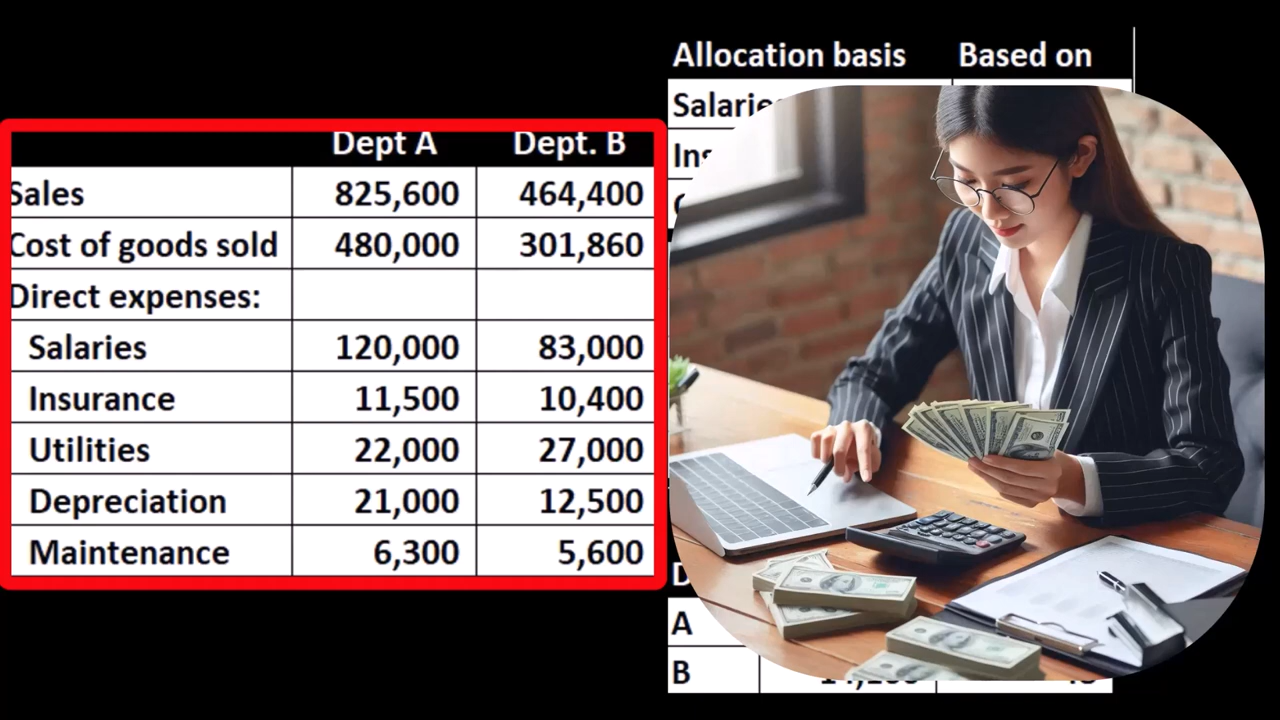 Dept A Dept. B
Sales 825,600 464,400
Cost of goods sold 480,000 301,860
Direct expenses:
Salaries 120,000 83,000
Insurance 11,500 10,400
Utilities 22,000 27,000
Depreciation 21,000 12,500
Maintenance 6,300 5,600
Allocation basis Based on
A
B